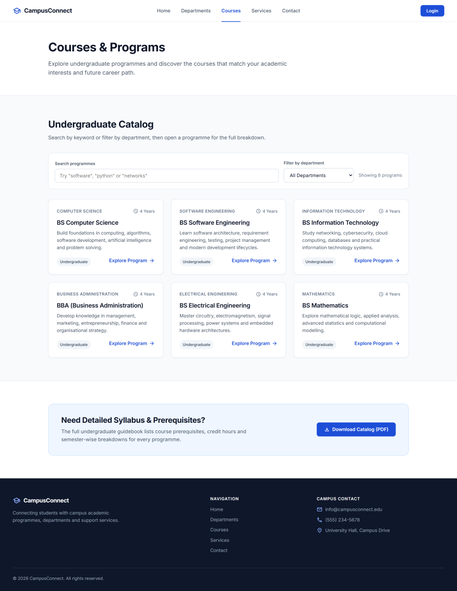 CampusConnect
Home
Departments
Courses
Services
Contact
Login
Courses & Programs
Explore undergraduate programmes and discover the courses that match your academic
interests and future career path.
Undergraduate Catalog
Search by keyword or filter by department, then open a programme for the full breakdown.
Search programmes
Try "software", "python" or "networks"
Filter by department
All Departments
Showing 6 programs
COMPUTER SCIENCE
4 Years
BS Computer Science
Build foundations in computing, algorithms,
software development, artificial intelligence
and problem solving.
Undergraduate
Explore Program →
SOFTWARE ENGINEERING
4 Years
BS Software Engineering
Learn software architecture, requirement
engineering, testing, project management
and modern development lifecycles.
Undergraduate
Explore Program →
INFORMATION TECHNOLOGY
4 Years
BS Information Technology
Study networking, cybersecurity, cloud
computing, databases and practical
information technology systems.
Undergraduate
Explore Program →
BUSINESS ADMINISTRATION
4 Years
BBA (Business Administration)
Develop knowledge in management,
marketing, entrepreneurship, finance and
organisational strategy.
Undergraduate
Explore Program →
ELECTRICAL ENGINEERING
4 Years
BS Electrical Engineering
Master circuitry, electromagnetism, signal
processing, power systems and embedded
hardware architectures.
Undergraduate
Explore Program →
MATHEMATICS
4 Years
BS Mathematics
Explore mathematical logic, applied analysis,
advanced statistics and computational
modelling.
Undergraduate
Explore Program →
Need Detailed Syllabus & Prerequisites?
The full undergraduate guidebook lists course prerequisites, credit hours and
semester-wise breakdowns for every programme.
Download Catalog (PDF)
CampusConnect
Connecting students with campus academic
programmes, departments and support services.
NAVIGATION
Home
Departments
Courses
Services
Contact
CAMPUS CONTACT
info@campusconnect.edu
(555) 234-5678
University Hall, Campus Drive
© 2026 CampusConnect. All rights reserved.